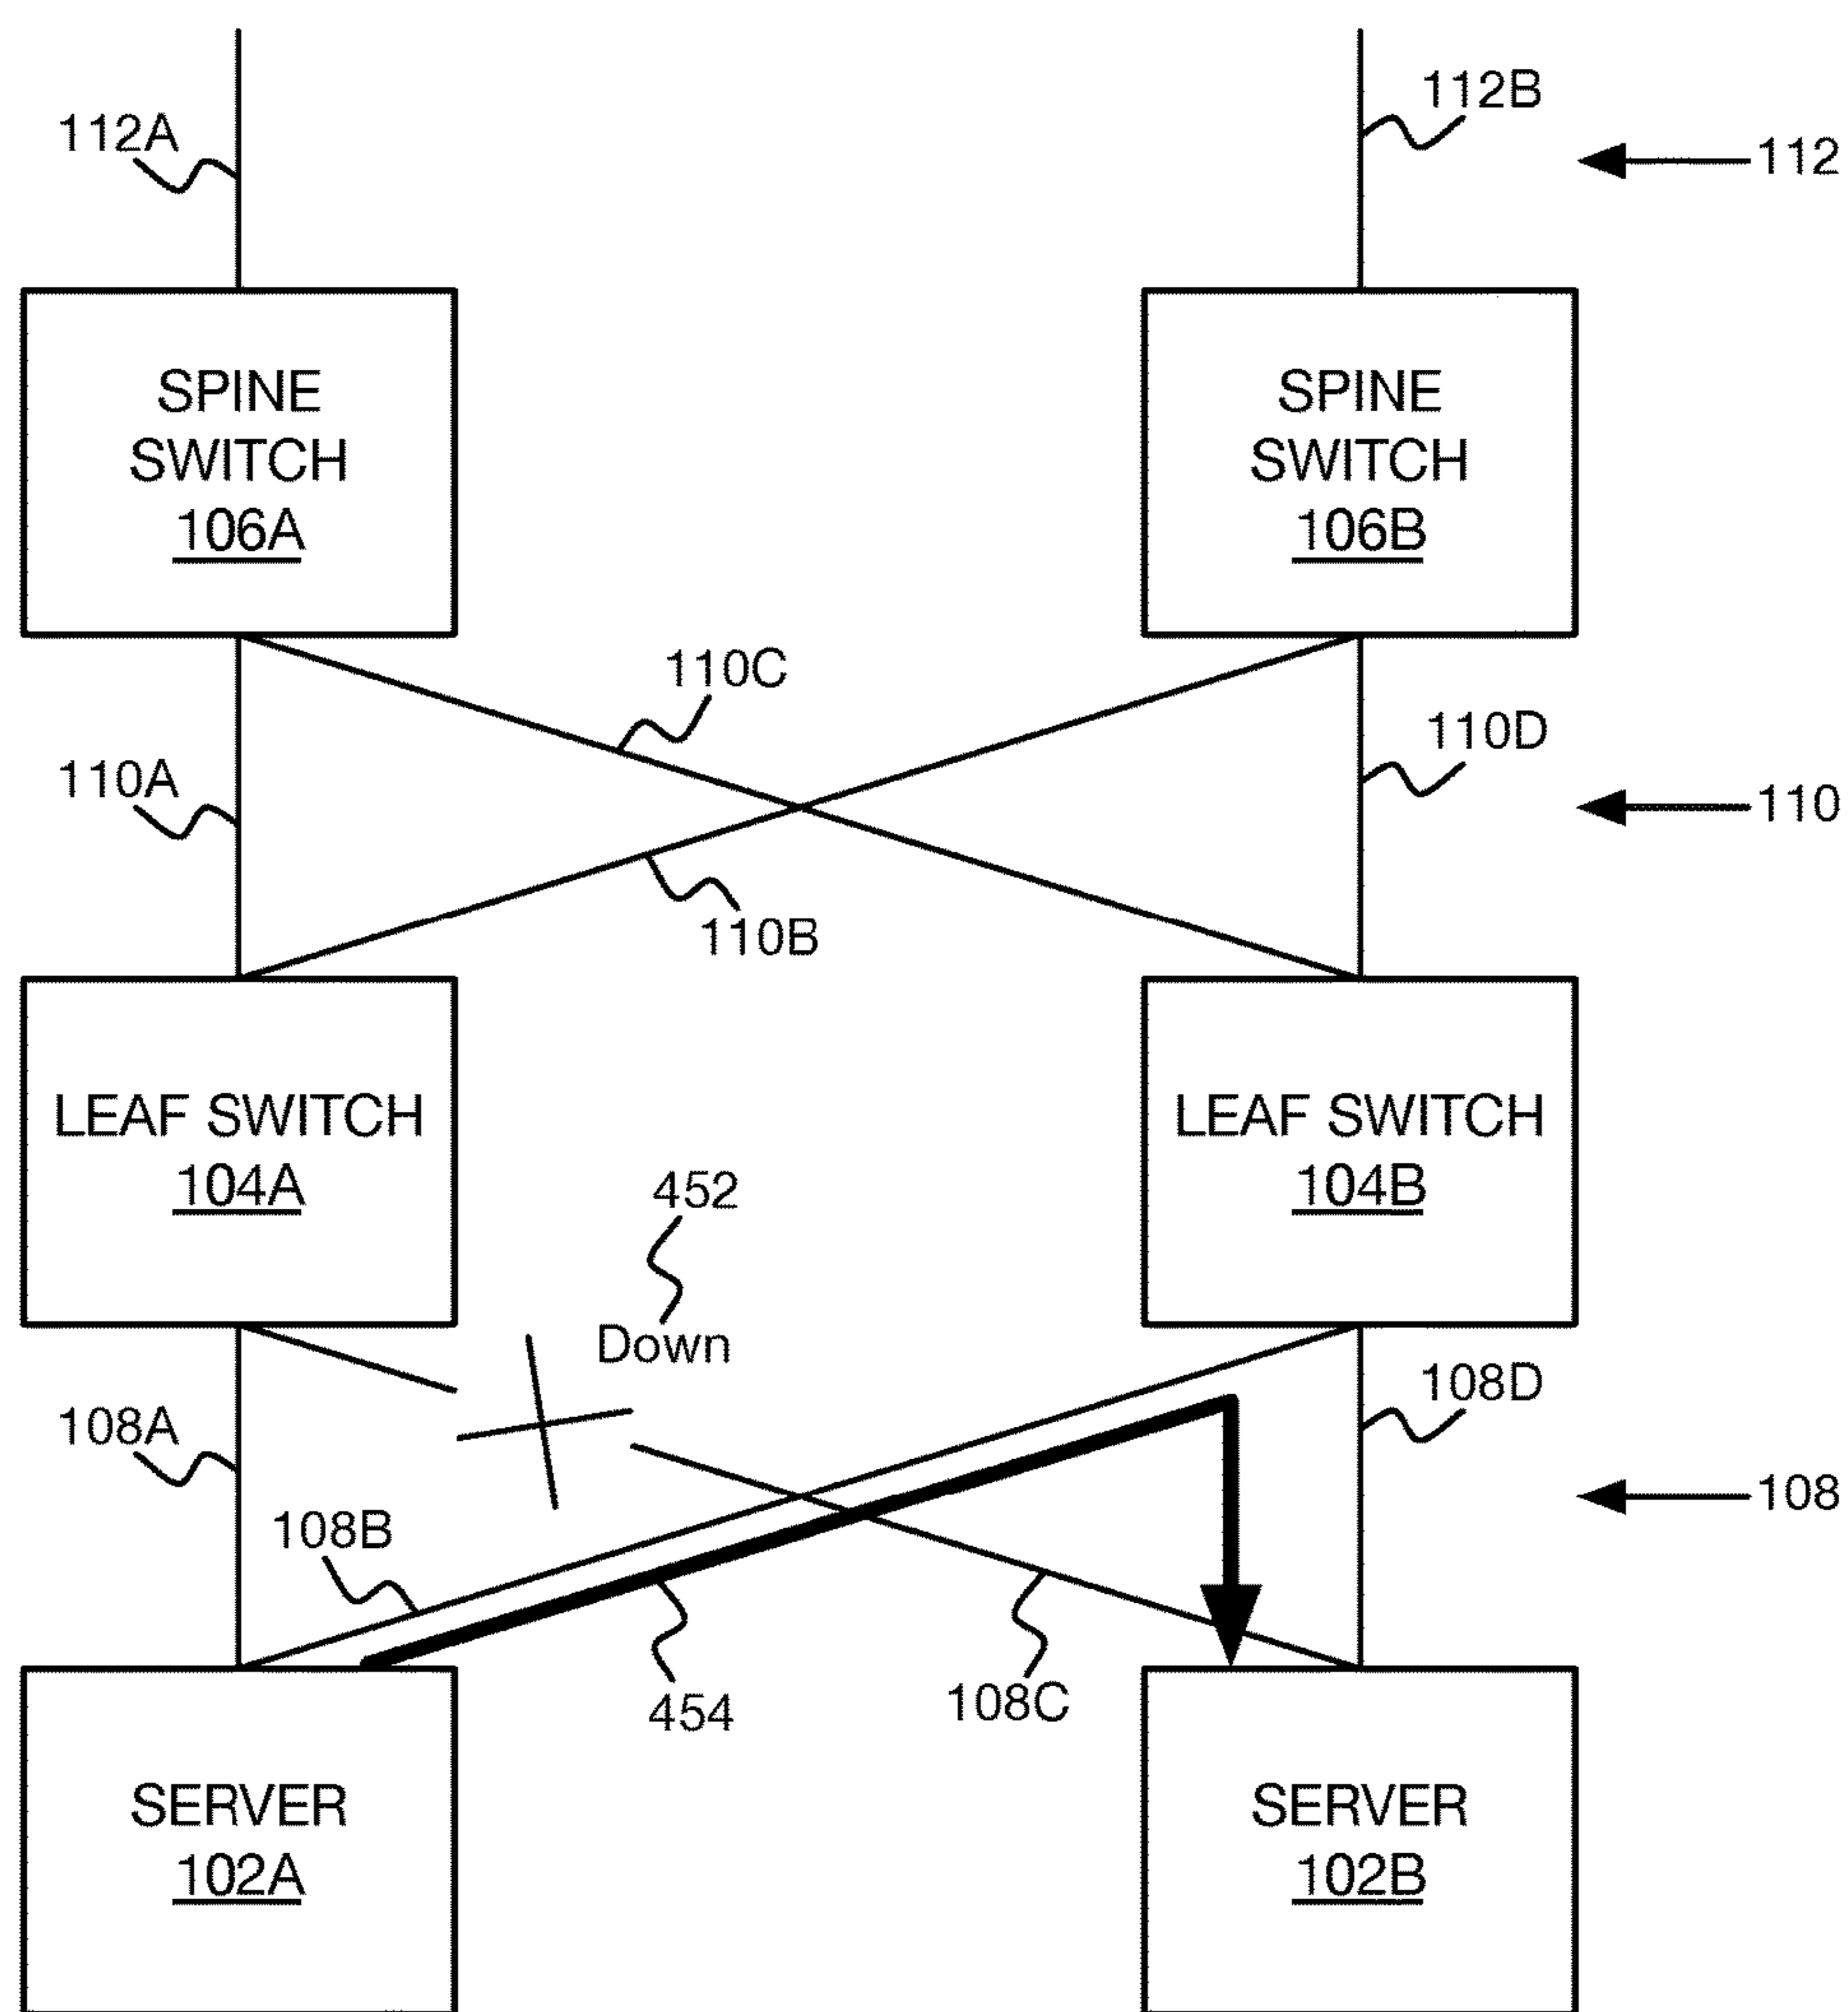 112A
112B
112
SPINE
SWITCH
106A
SPINE
SWITCH
106B
110C
110D
110A
110
110B
LEAF SWITCH
104A
LEAF SWITCH
104B
452
Down
108D
108A
108
108B
454
108C
SERVER
102A
SERVER
102B